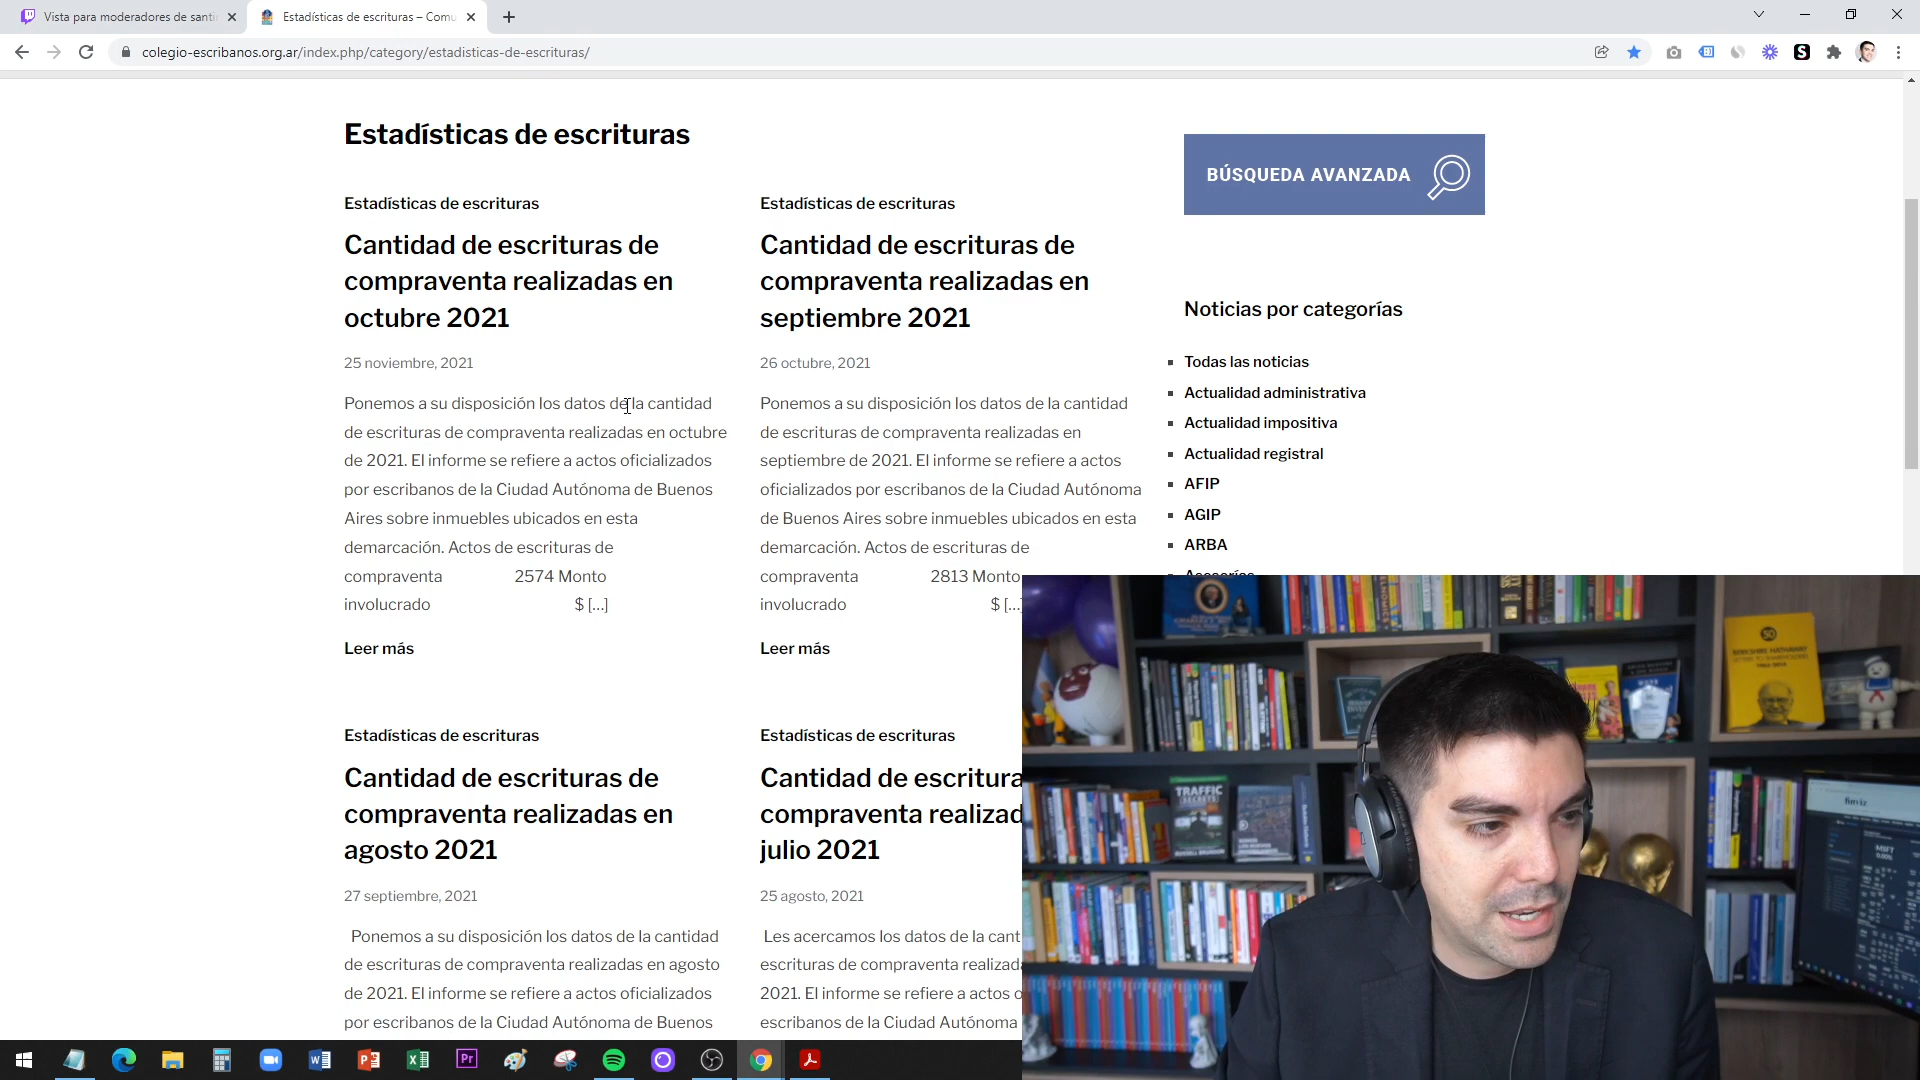 Vista para moderadores de santi
Estadísticas de escrituras – Comu
colegio-escribanos.org.ar/index.php/category/estadisticas-de-escrituras/
Estadísticas de escrituras
Estadísticas de escrituras
Cantidad de escrituras de
compraventa realizadas en
octubre 2021
25 noviembre, 2021
Ponemos a su disposición los datos de la cantidad
de escrituras de compraventa realizadas en octubre
de 2021. El informe se refiere a actos oficializados
por escribanos de la Ciudad Autónoma de Buenos
Aires sobre inmuebles ubicados en esta
demarcación. Actos de escrituras de
compraventa 2574 Monto
involucrado $ [...]
Leer más
Estadísticas de escrituras
Cantidad de escrituras de
compraventa realizadas en
septiembre 2021
26 octubre, 2021
Ponemos a su disposición los datos de la cantidad
de escrituras de compraventa realizadas en
septiembre de 2021. El informe se refiere a actos
oficializados por escribanos de la Ciudad Autónoma
de Buenos Aires sobre inmuebles ubicados en esta
demarcación. Actos de escrituras de
compraventa 2813 Monto
involucrado $ [...]
Leer más
Estadísticas de escrituras
Cantidad de escrituras de
compraventa realizadas en
agosto 2021
27 septiembre, 2021
Ponemos a su disposición los datos de la cantidad
de escrituras de compraventa realizadas en agosto
de 2021. El informe se refiere a actos oficializados
por escribanos de la Ciudad Autónoma de Buenos
Estadísticas de escrituras
Cantidad de escritura
compraventa realizad
julio 2021
25 agosto, 2021
Les acercamos los datos de la cant
escrituras de compraventa realizada
2021. El informe se refiere a actos o
escribanos de la Ciudad Autónoma
BÚSQUEDA AVANZADA
Noticias por categorías
Todas las noticias
Actualidad administrativa
Actualidad impositiva
Actualidad registral
AFIP
AGIP
ARBA
TRAFFIC
SECRETS
BERKSHIRE HATHAWAY
finviz
MSFT